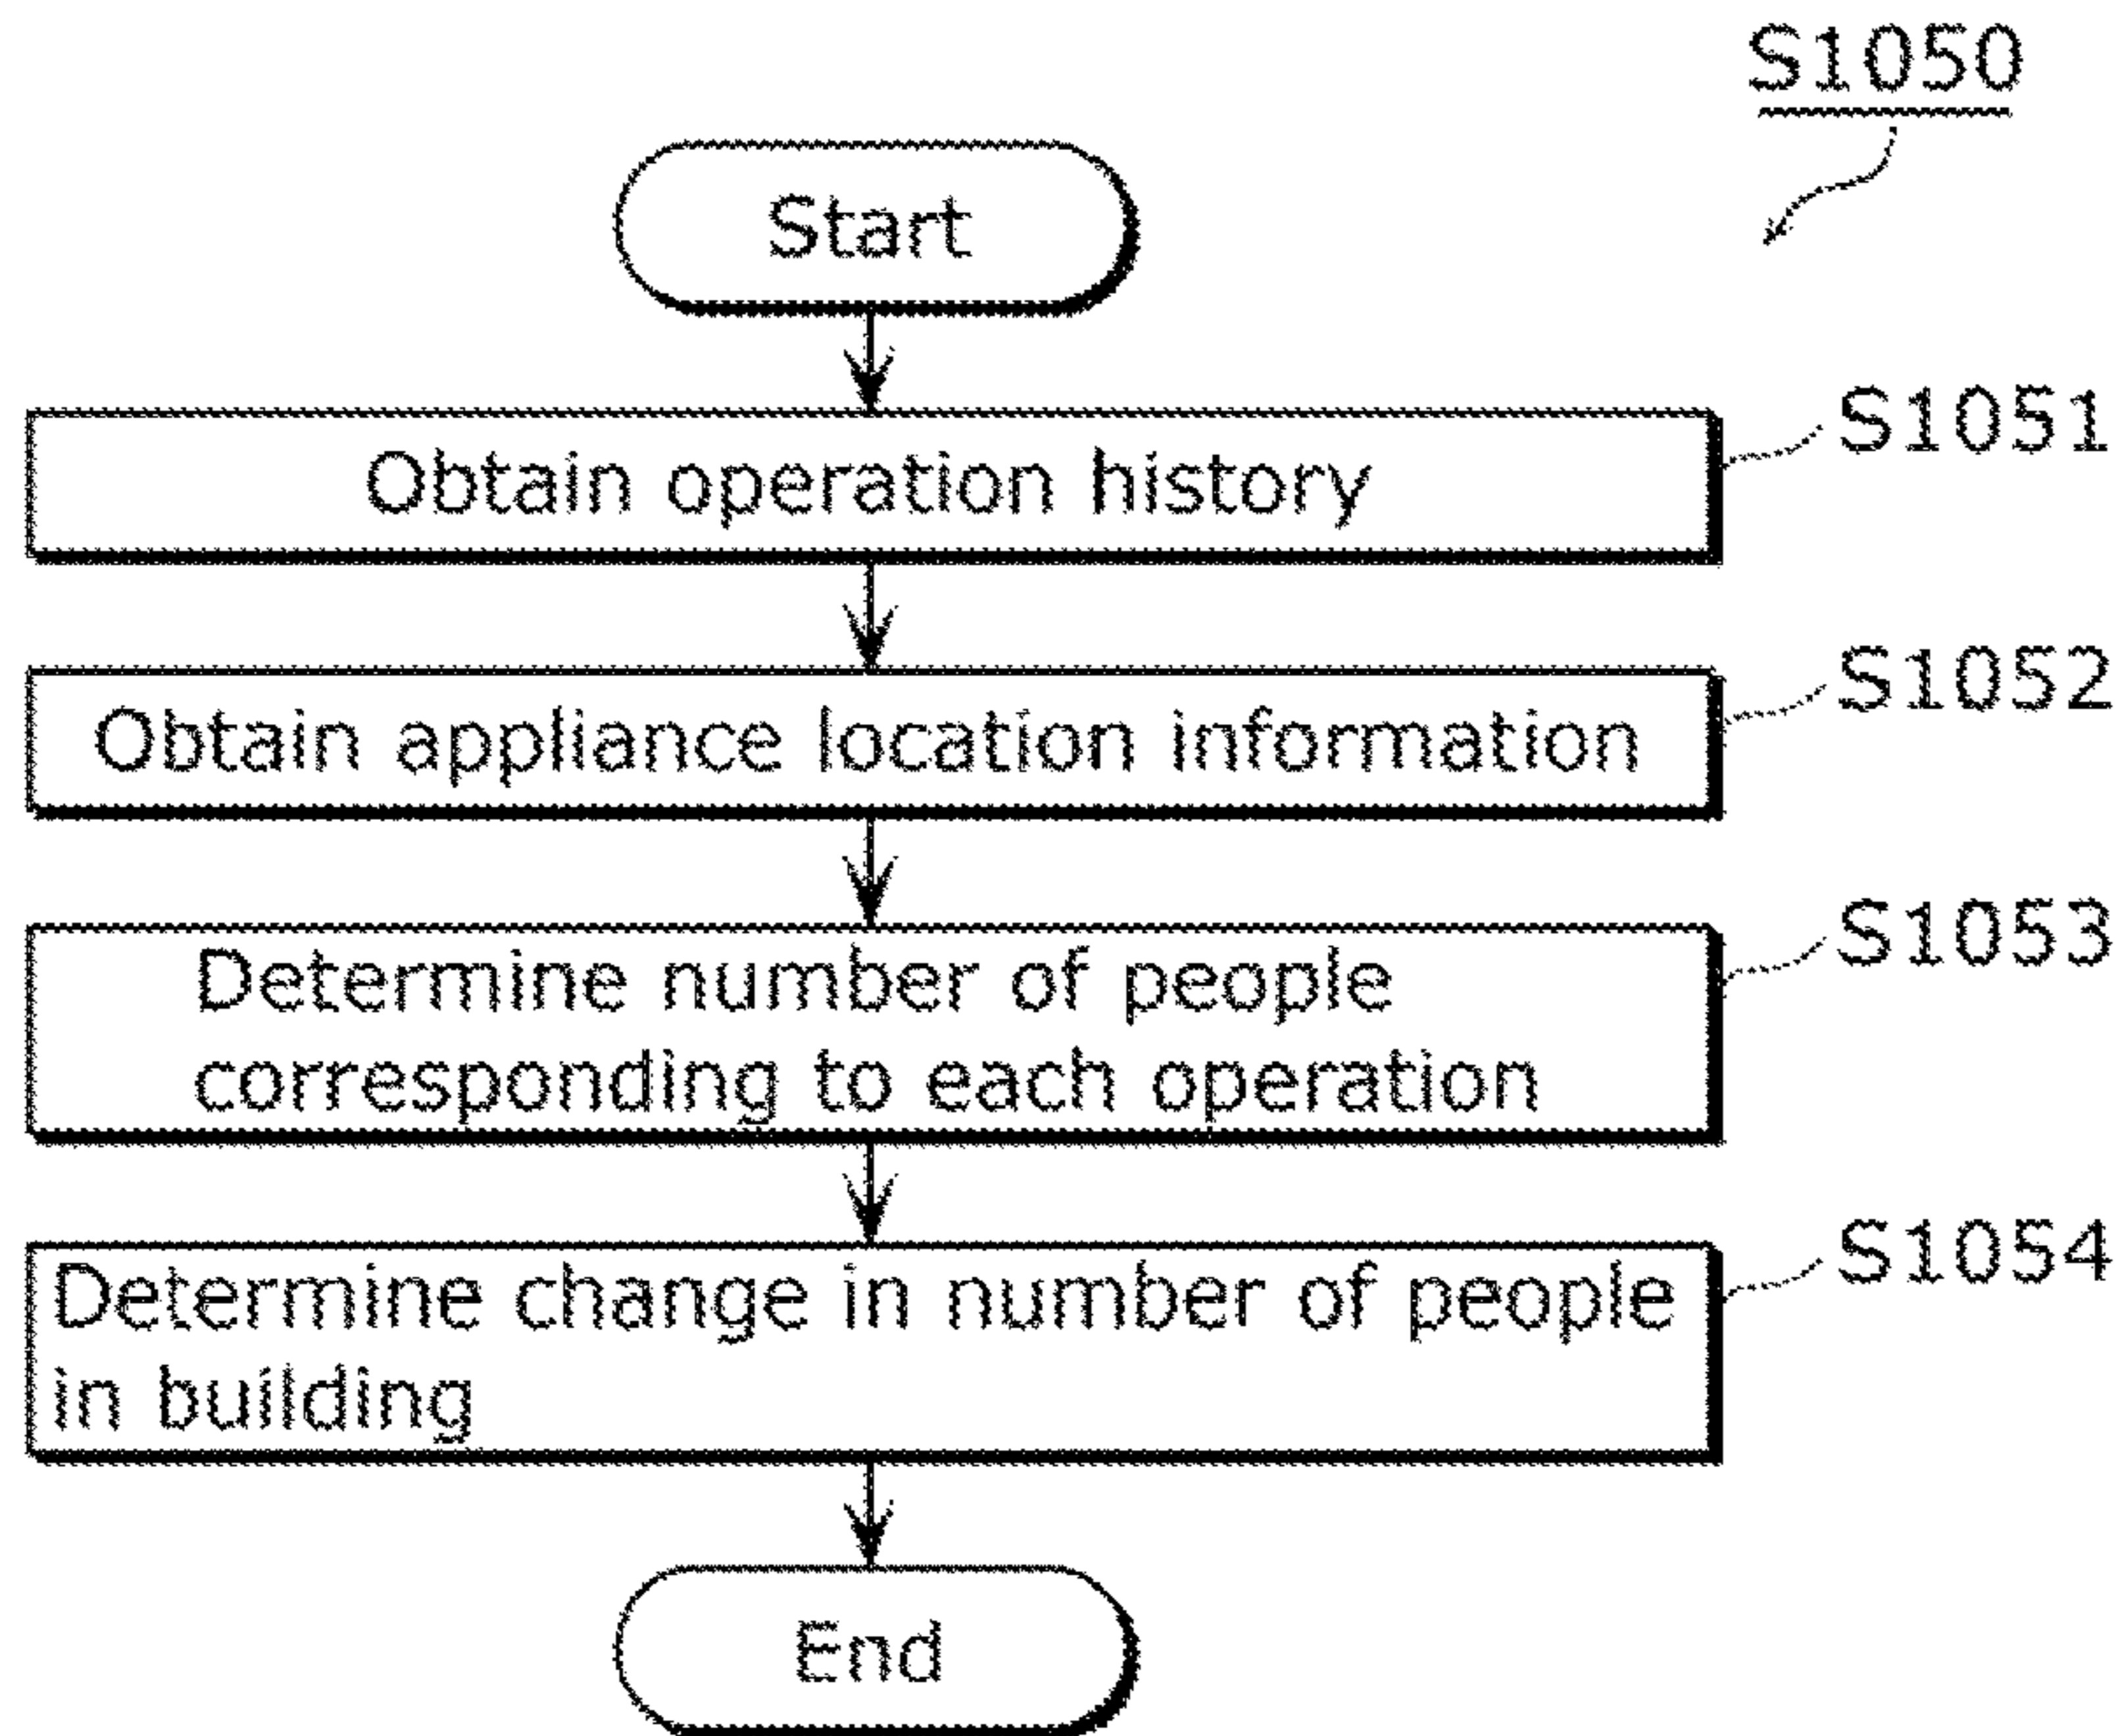 S1050
Start
Obtain operation history
S1051
Obtain appliance location information
S1052
Determine number of people
corresponding to each operation
S1053
Determine change in number of people
in building
S1054
End